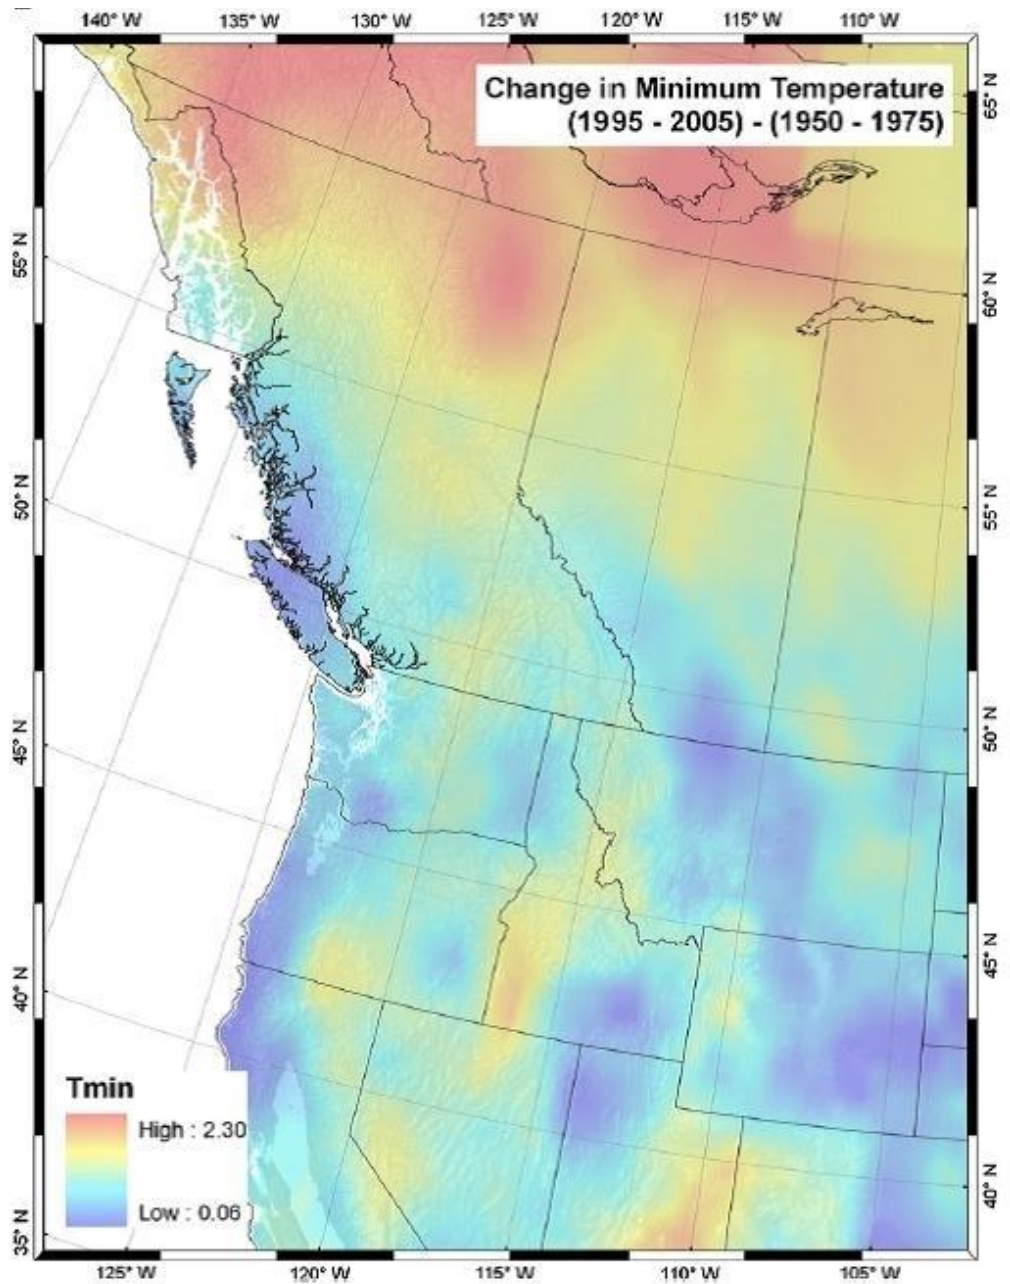 140° W 135° W 130° W 125° W 120° W 115° W 110° W
Change in Minimum Temperature
(1995 - 2005) - (1950 - 1975)
65° N
55° N
60° N
50° N
55° N
45° N
50° N
40° N
45° N
35° N
40° N
Tmin
High : 2.30
Low : 0.06
125° W 120° W 115° W 110° W 105° W